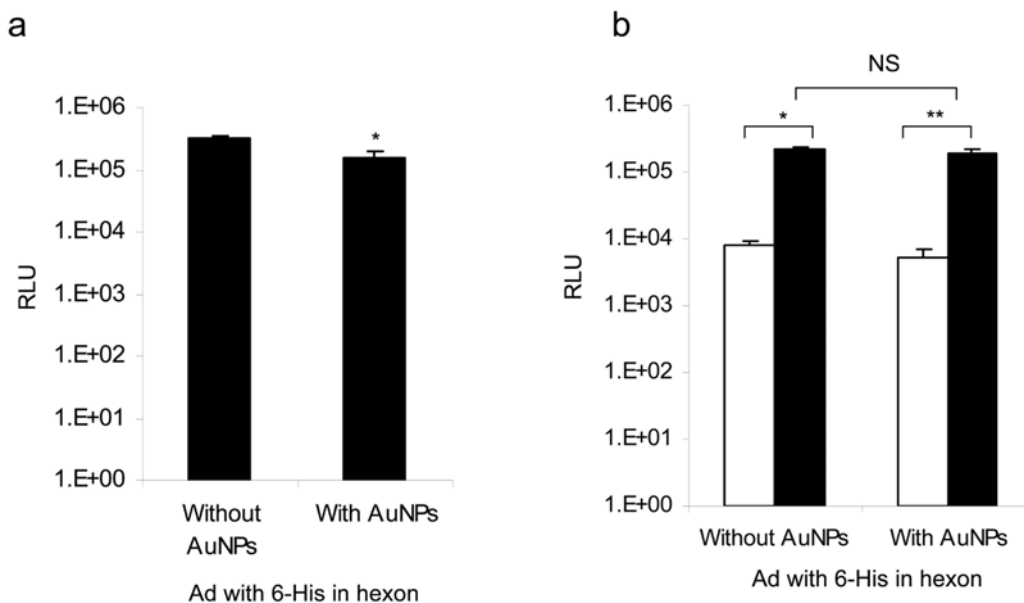 a
1.E+06
*
1.E+05
1.E+04
RLU
1.E+03
1.E+02
1.E+01
1.E+00
Without
AuNPs
With AuNPs
Ad with 6-His in hexon
b
NS
1.E+06
*
**
1.E+05
1.E+04
RLU
1.E+03
1.E+02
1.E+01
1.E+00
Without AuNPs
With AuNPs
Ad with 6-His in hexon